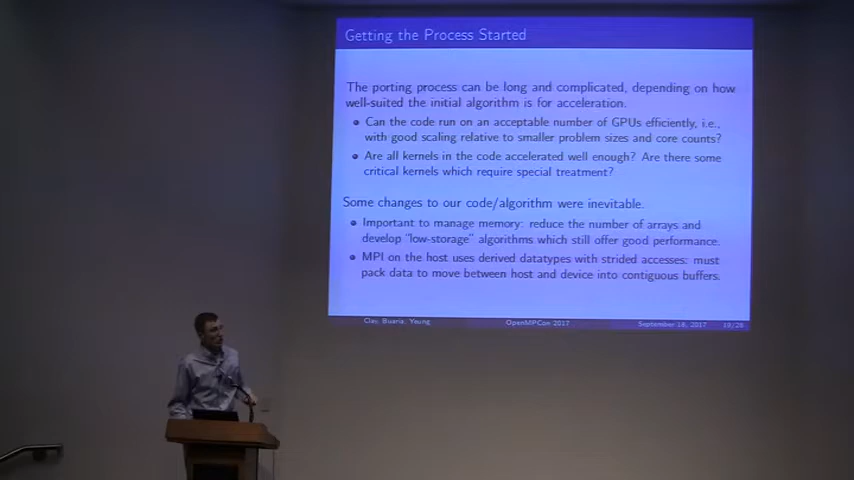 Getting the Process Started
The porting process can be long and complicated, depending on how
well-suited the initial algorithm is for acceleration.
Can the code run on an acceptable number of GPUs efficiently, i.e.,
with good scaling relative to smaller problem sizes and core counts?
Are all kernels in the code accelerated well enough? Are there some
critical kernels which require special treatment?
Some changes to our code/algorithm were inevitable.
Important to manage memory: reduce the number of arrays and
develop "low-storage" algorithms which still offer good performance.
MPI on the host uses derived datatypes with strided accesses: must
pack data to move between host and device into contiguous buffers.
Clay, Buaria, Yeung
OpenMPCon 2017
September 18, 2017
19/26